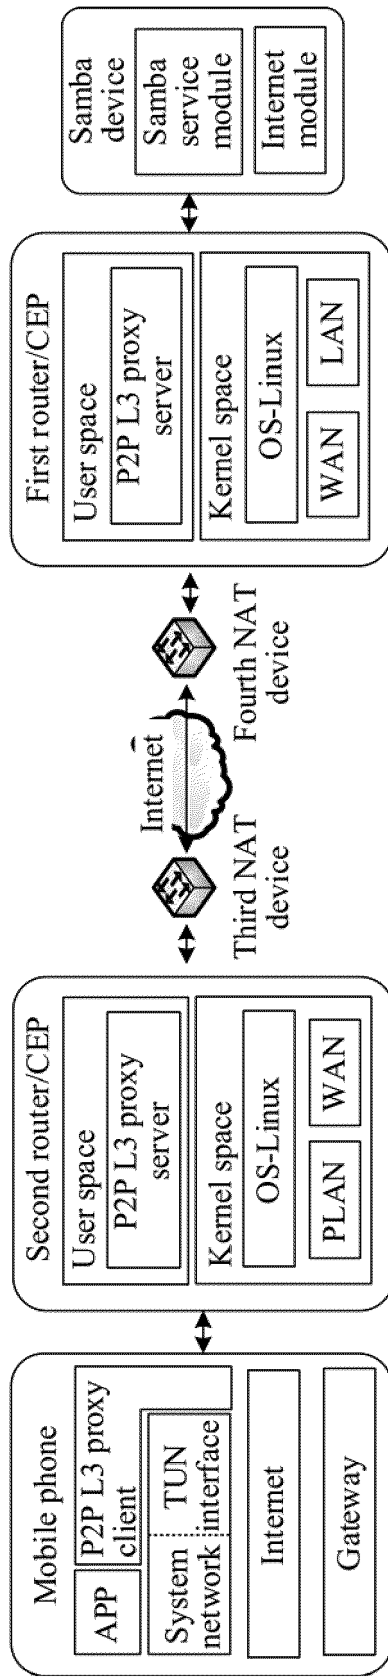 Mobile phone
APP
P2P L3 proxy
client
System
network
TUN
interface
Internet
Gateway
Second router/CEP
User space
P2P L3 proxy
server
Kernel space
OS-Linux
PLAN
WAN
Third NAT
device
Internet
Fourth NAT
device
First router/CEP
User space
P2P L3 proxy
server
Kernel space
OS-Linux
WAN
LAN
Samba
device
Samba
service
module
Internet
module